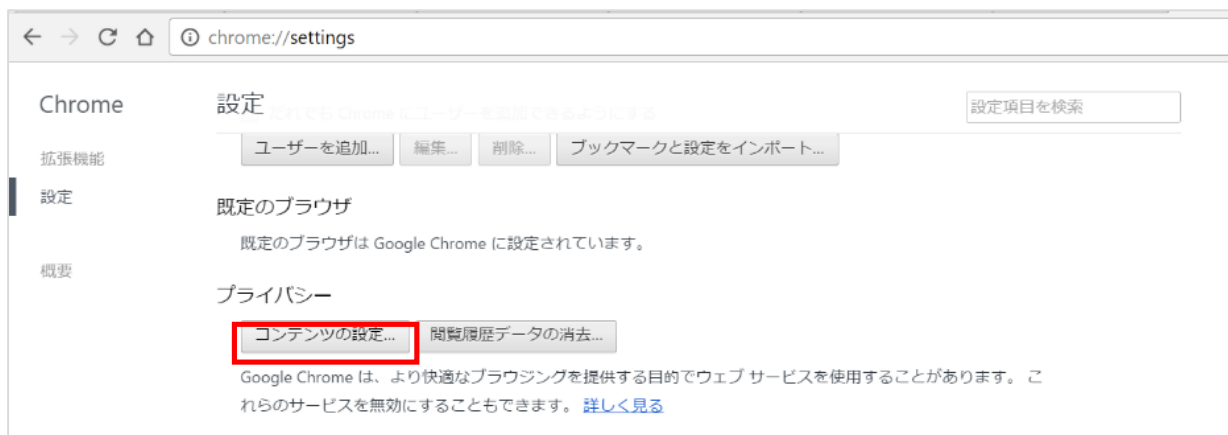 chrome://settings
Chrome
設定
設定項目を検索
だれでも Chrome にユーザーを追加できるようにする
拡張機能
設定
概要
ユーザーを追加...
編集...
削除...
ブックマークと設定をインポート...
既定のブラウザ
既定のブラウザは Google Chrome に設定されています。
プライバシー
コンテンツの設定...
閲覧履歴データの消去...
Google Chrome は、より快適なブラウジングを提供する目的でウェブ サービスを使用することがあります。 こ
れらのサービスを無効にすることもできます。 詳しく見る